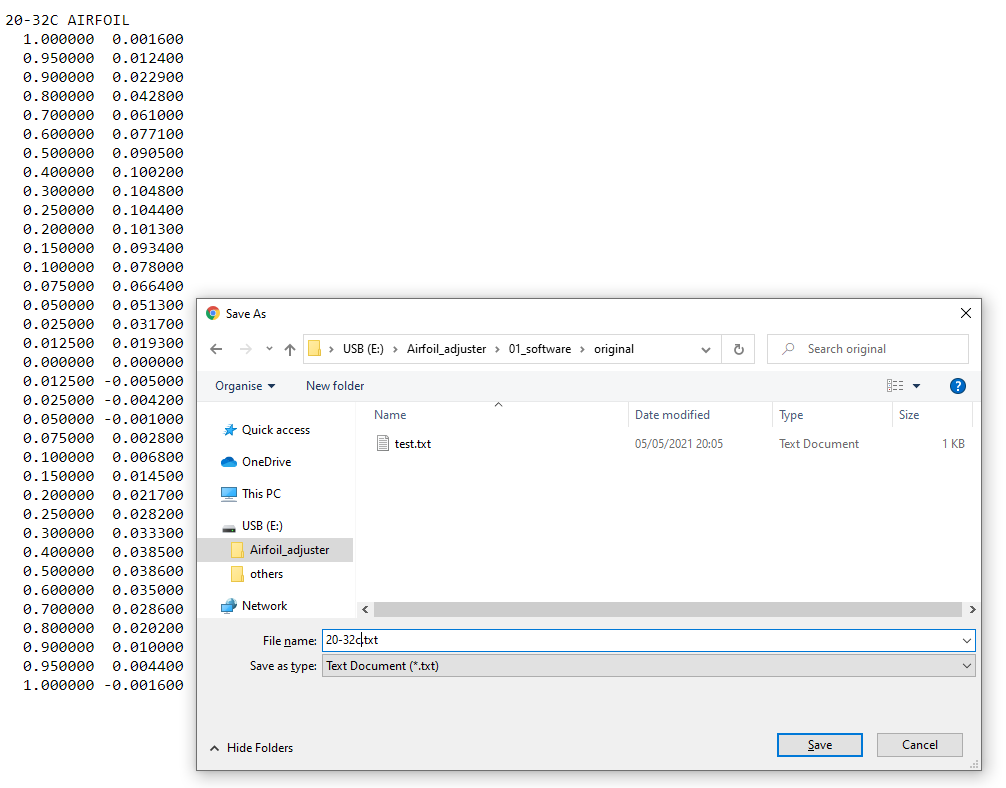 20-32C AIRFOIL
1.000000 0.001600
0.950000 0.012400
0.900000 0.022900
0.800000 0.042800
0.700000 0.061000
0.600000 0.077100
0.500000 0.090500
0.400000 0.100200
0.300000 0.104800
0.250000 0.104400
0.200000 0.101300
0.150000 0.093400
0.100000 0.078000
0.075000 0.066400
0.050000 0.051300
0.025000 0.031700
0.012500 0.019300
0.000000 0.000000
0.012500 -0.005000
0.025000 -0.004200
0.050000 -0.001000
0.075000 0.002800
0.100000 0.006800
0.150000 0.014500
0.200000 0.021700
0.250000 0.028200
0.300000 0.033300
0.400000 0.038500
0.500000 0.038600
0.600000 0.035000
0.700000 0.028600
0.800000 0.020200
0.900000 0.010000
0.950000 0.004400
1.000000 -0.001600
Save As
USB (E:) Airfoil_adjuster 01_software original
Search original
Organise New folder
Name Date modified Type Size
test.txt 05/05/2021 20:05 Text Document 1 KB
Quick access
OneDrive
This PC
USB (E:)
Airfoil_adjuster
others
Network
File name: 20-32c.txt
Save as type: Text Document (*.txt)
Hide Folders
Save Cancel